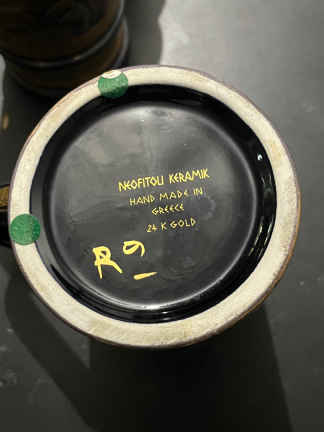 NEOFITOU KERAMIK
HAND MADE IN
GREECE
24 K GOLD